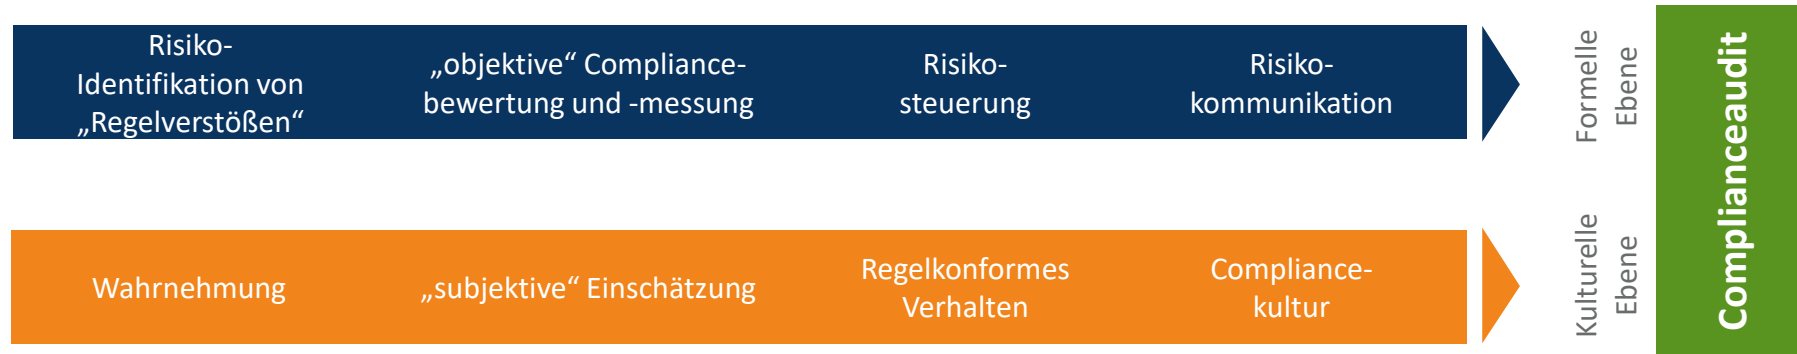 Risiko-
Identifikation von
„Regelverstößen“
„objektive“ Compliance-
bewertung und -messung
Risiko-
steuerung
Risiko-
kommunikation
Formelle
Ebene
Wahrnehmung
„subjektive“ Einschätzung
Regelkonformes
Verhalten
Compliance-
kultur
Kulturelle
Ebene
Complianceaudit